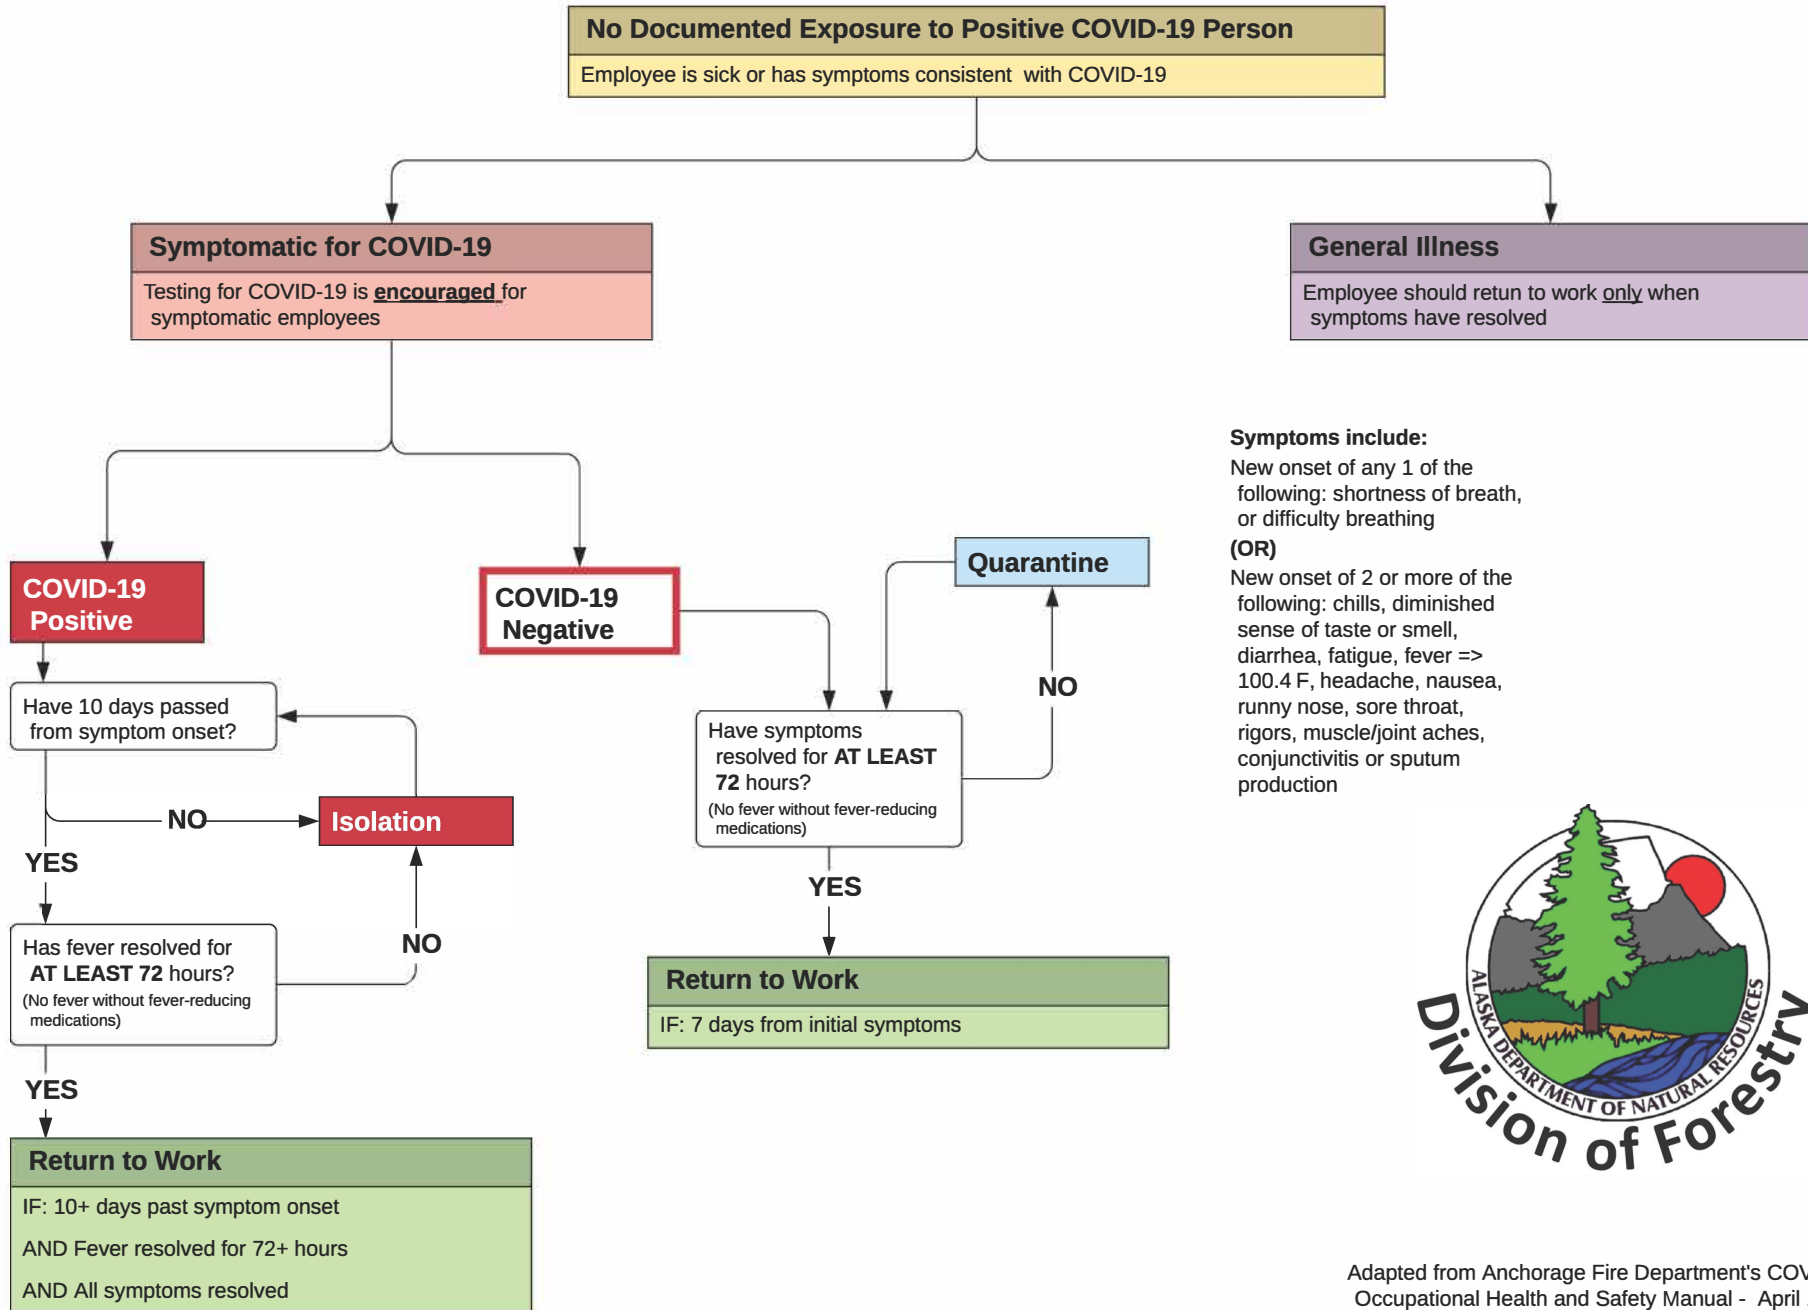 No Documented Exposure to Positive COVID-19 Person
Employee is sick or has symptoms consistent with COVID-19
Symptomatic for COVID-19
Testing for COVID-19 is encouraged for
symptomatic employees
General Illness
Employee should retun to work only when
symptoms have resolved
COVID-19
Positive
COVID-19
Negative
Quarantine
Have 10 days passed
from symptom onset?
NO
Isolation
YES
Has fever resolved for
AT LEAST 72 hours?
(No fever without fever-reducing
medications)
NO
YES
Return to Work
IF: 10+ days past symptom onset
AND Fever resolved for 72+ hours
AND All symptoms resolved
Have symptoms
resolved for AT LEAST
72 hours?
(No fever without fever-reducing
medications)
NO
YES
Return to Work
IF: 7 days from initial symptoms
Symptoms include:
New onset of any 1 of the
following: shortness of breath,
or difficulty breathing
(OR)
New onset of 2 or more of the
following: chills, diminished
sense of taste or smell,
diarrhea, fatigue, fever =>
100.4 F, headache, nausea,
runny nose, sore throat,
rigors, muscle/joint aches,
conjunctivitis or sputum
production
ALASKA DEPARTMENT OF NATURAL RESOURCES
Division of Forestry
Adapted from Anchorage Fire Department's COV
Occupational Health and Safety Manual - April